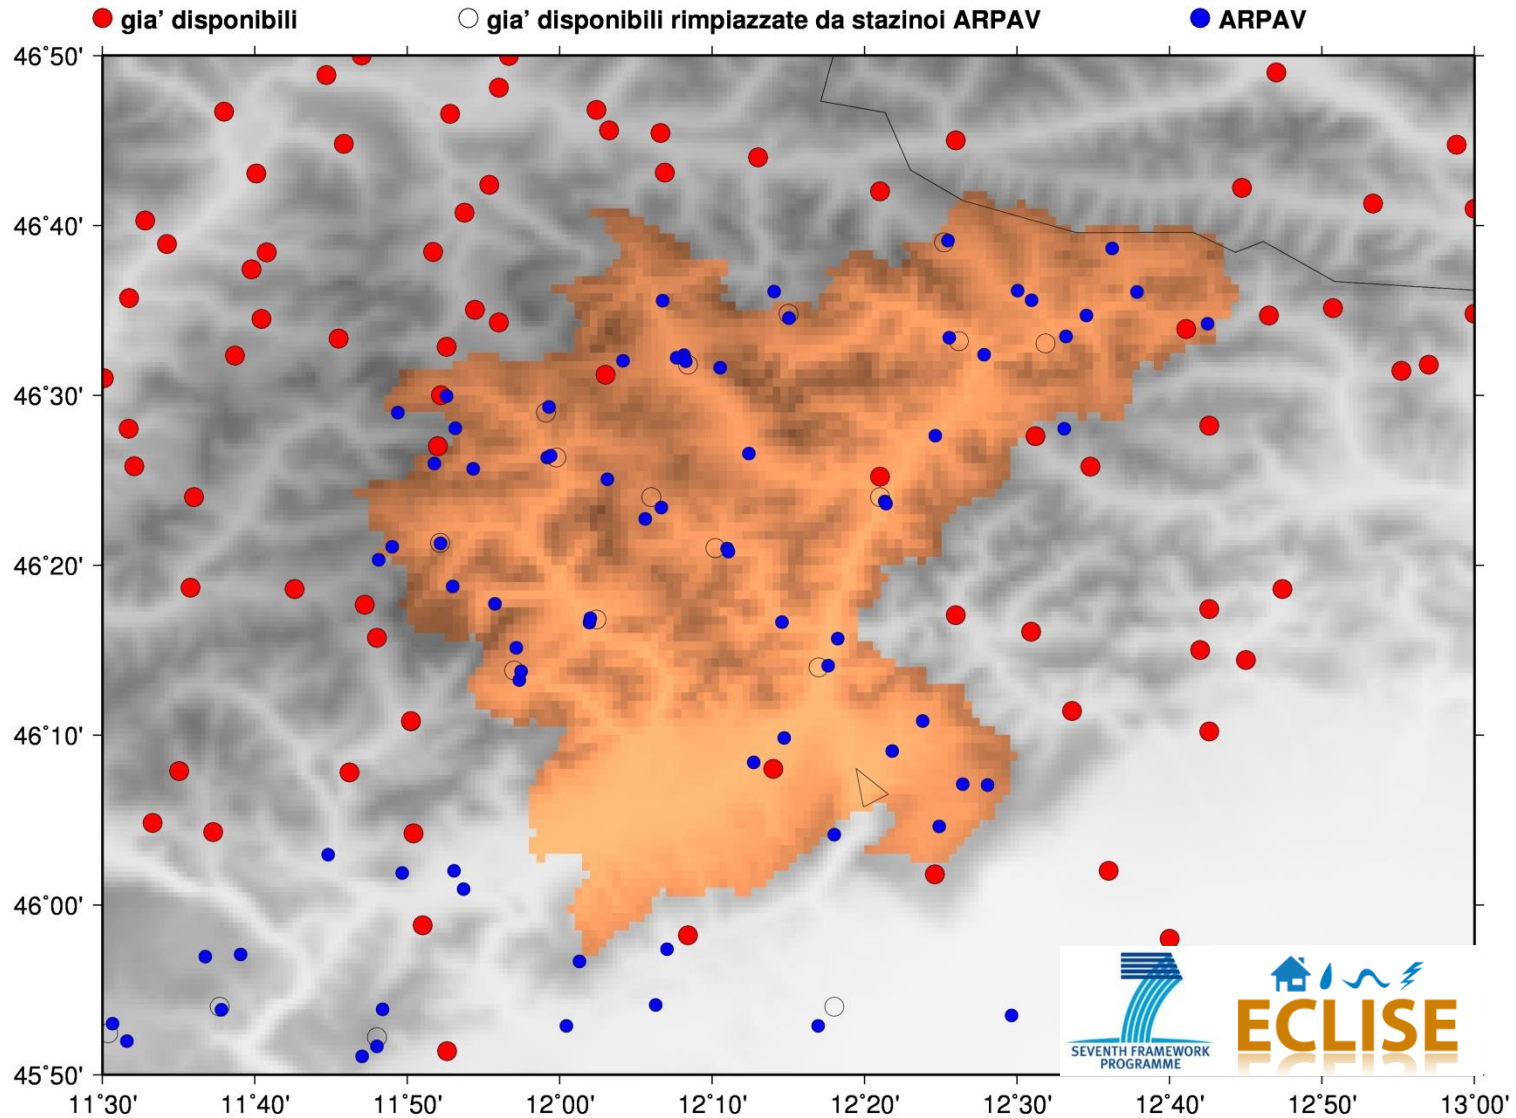 già’ disponibili già’ disponibili rimpiazzate da stazinoi ARPAV ARPAV
46˚50'
46˚40'
46˚30'
46˚20'
46˚10'
46˚00'
45˚50'
SEVENTH FRAMEWORK
PROGRAMME
ECLISE
11˚30' 11˚40' 11˚50' 12˚00' 12˚10' 12˚20' 12˚30' 12˚40' 12˚50' 13˚00'